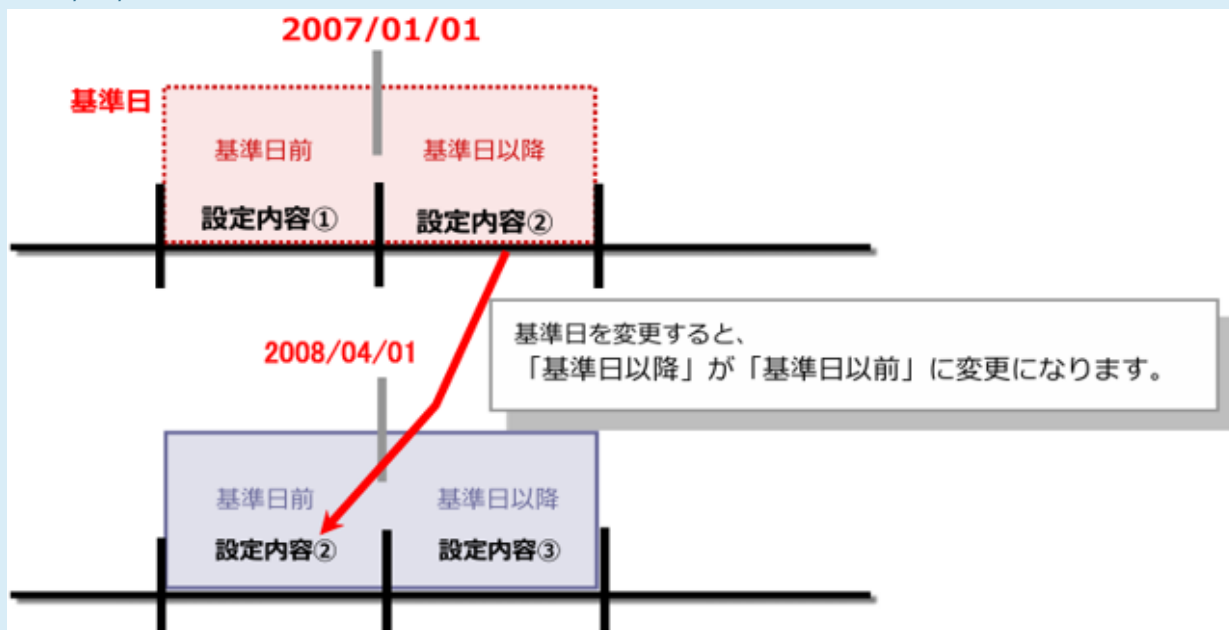 2007/01/01
基準日
基準日前
基準日以降
設定内容①
設定内容②
基準日を変更すると、
「基準日以降」が「基準日以前」に変更になります。
2008/04/01
基準日前
基準日以降
設定内容②
設定内容③